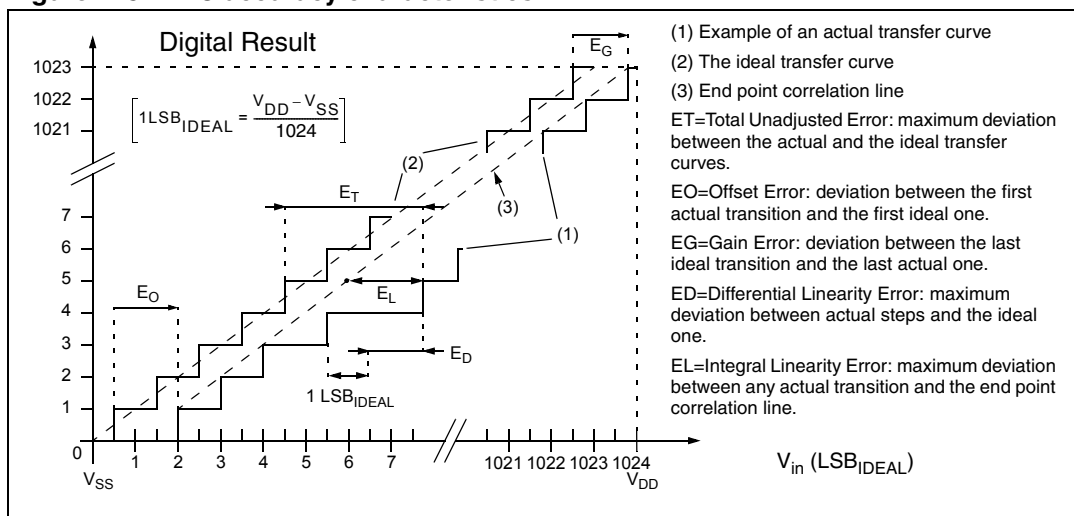 Digital Result
1023
1022
1021
[1LSB_IDEAL = (V_DD – V_SS) / 1024]
E_G
(2)
(3)
(1)
E_T
7
6
5
4
3
2
1
0
E_O
E_L
E_D
1 LSB_IDEAL
1 2 3 4 5 6 7 1021 1022 1023 1024
V_SS V_DD
V_in (LSB_IDEAL)
(1) Example of an actual transfer curve
(2) The ideal transfer curve
(3) End point correlation line
ET=Total Unadjusted Error: maximum deviation
between the actual and the ideal transfer
curves.
EO=Offset Error: deviation between the first
actual transition and the first ideal one.
EG=Gain Error: deviation between the last
ideal transition and the last actual one.
ED=Differential Linearity Error: maximum
deviation between actual steps and the ideal
one.
EL=Integral Linearity Error: maximum deviation
between any actual transition and the end point
correlation line.
(1)